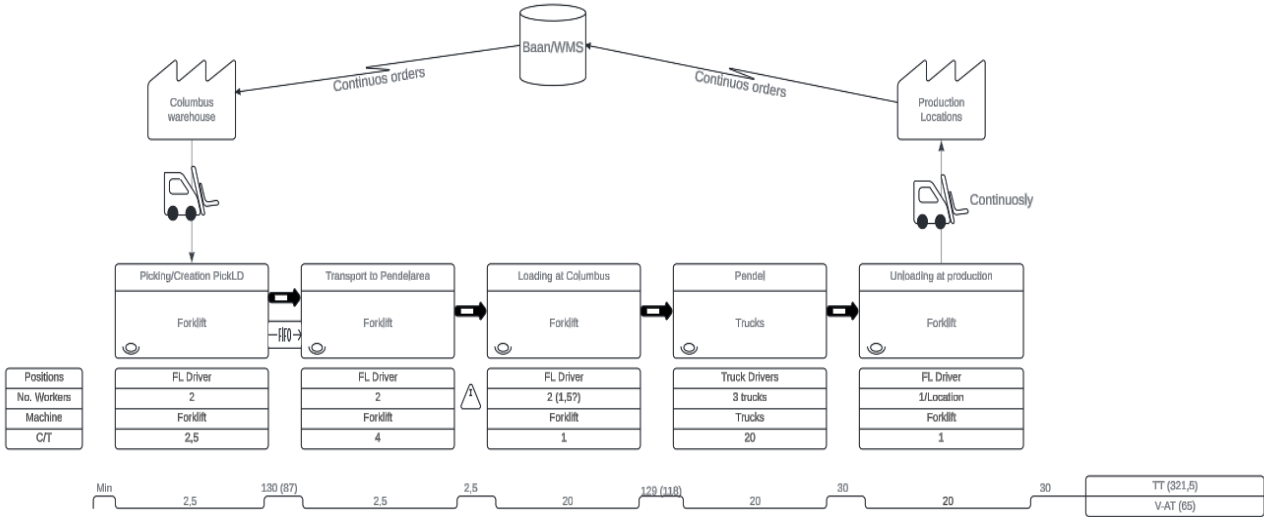 Baan/WMS
Continuos orders
Continuos orders
Columbus
warehouse
Production
Locations
Continuosly
Picking/Creation PickLD
Transport to Pendelarea
Loading at Columbus
Pendel
Unloading at production
Forklift
Forklift
Forklift
Trucks
Forklift
FIFO
Positions
FL Driver
FL Driver
FL Driver
Truck Drivers
FL Driver
No. Workers
2
2
I
2 (1,5?)
3 trucks
1/Location
Machine
Forklift
Forklift
Forklift
Trucks
Forklift
C/T
2,5
4
1
20
1
Min
130 (87)
2,5
129 (118)
30
30
TT (321,5)
2,5
2,5
20
20
20
V-AT (65)